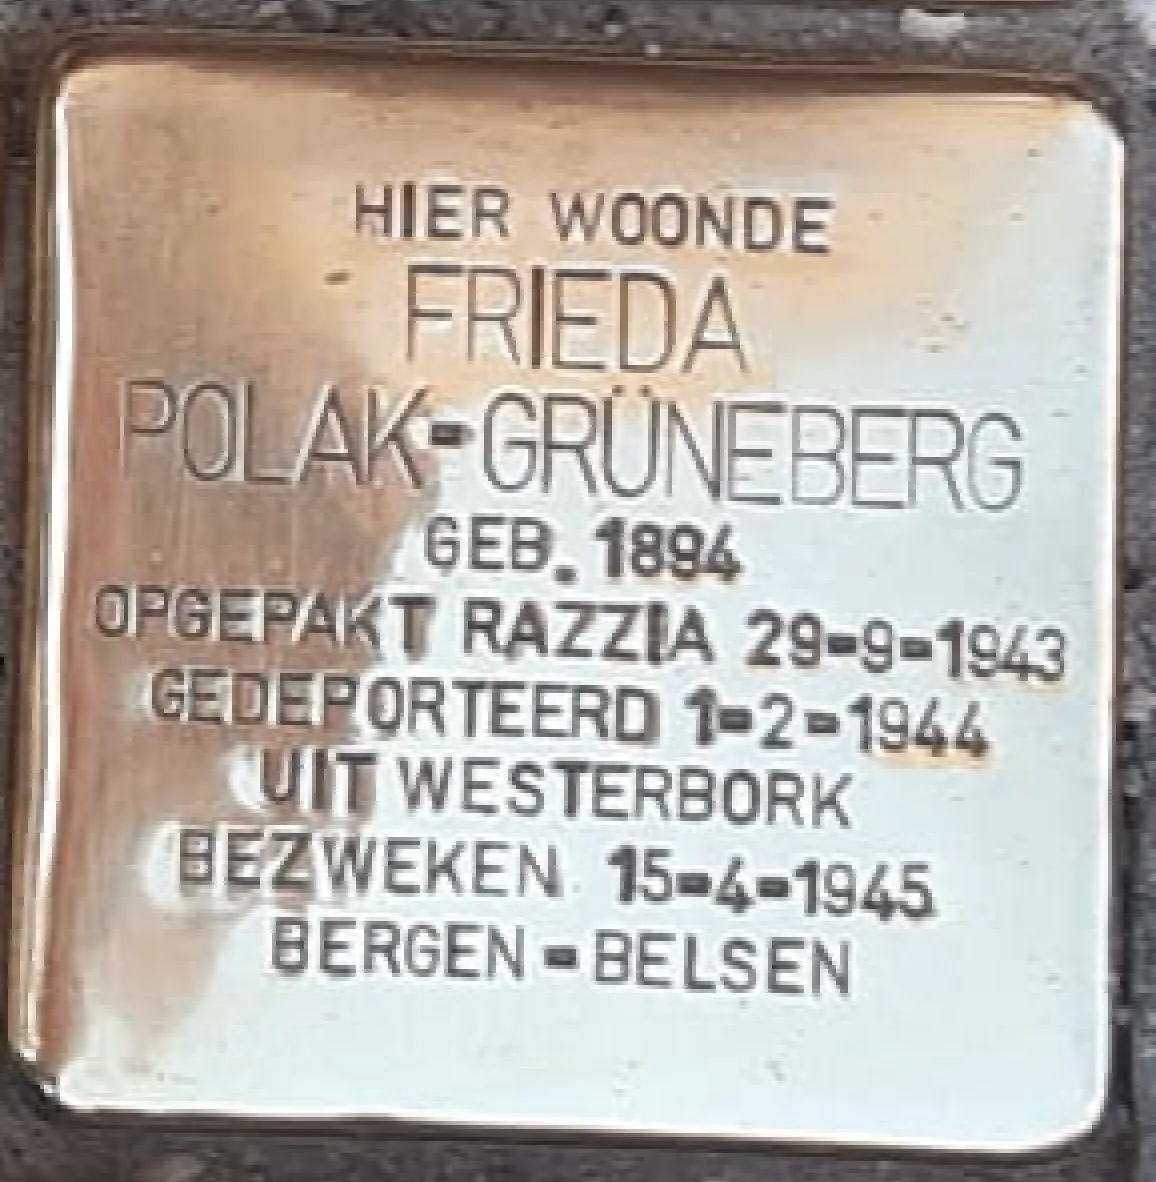 HIER WOONDE
FRIEDA
POLAK-GRÜNEBERG
GEB. 1894
OPGEPAKT RAZZIA 29-9-1943
GEDEPORTEERD 1-2-1944
UIT WESTERBORK
BEZWEKEN 15-4-1945
BERGEN-BELSEN